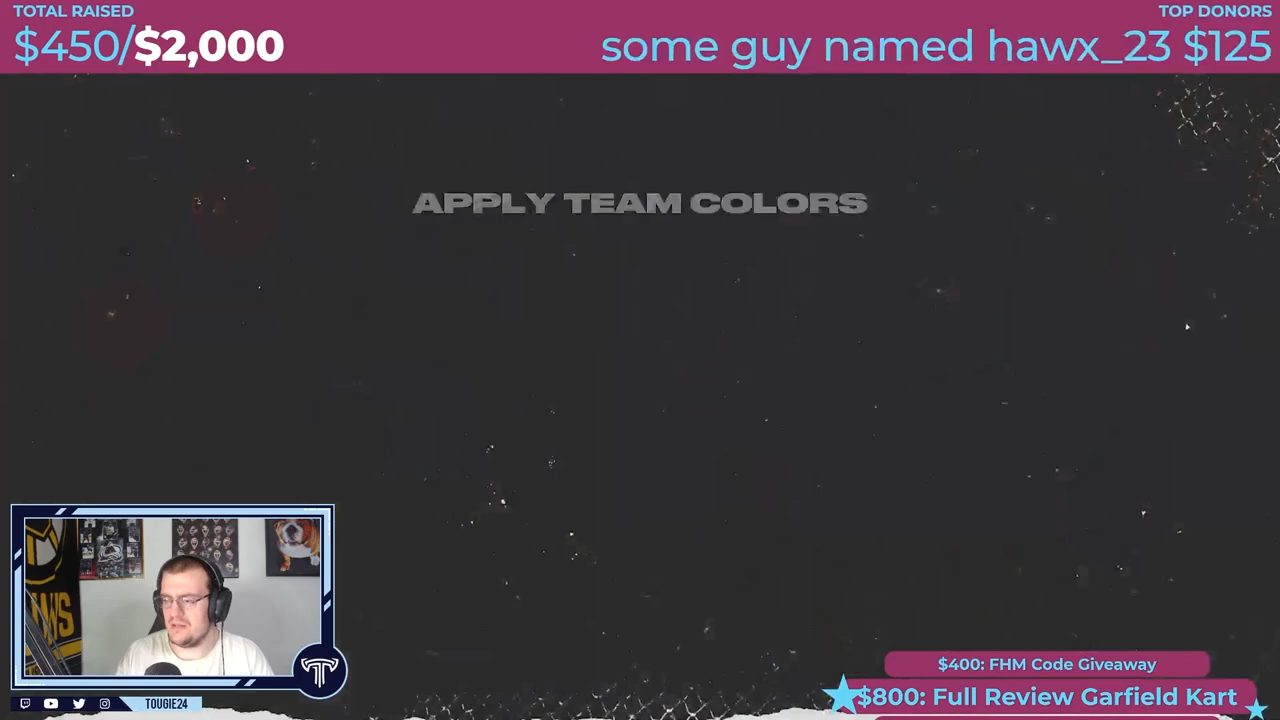 TOTAL RAISED
$450/$2,000
TOP DONORS
some guy named hawx_23 $125
APPLY TEAM COLORS
TOUGIE24
$400: FHM Code Giveaway
$800: Full Review Garfield Kart